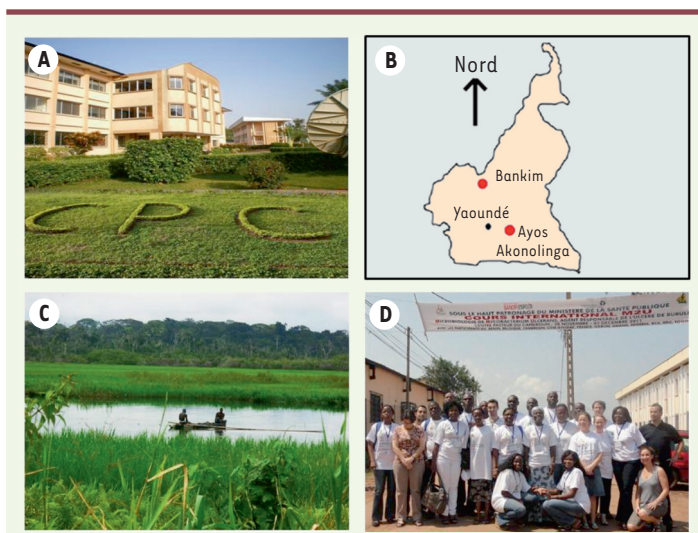 A
CPC
B
Nord
Bankim
Yaoundé
Ayos
Akonolinga
C
D
SOUS LE HAUT PATRONAGE DU MINISTERE DE LA SANTE PUBLIQUE
COURS INTERNATIONAL M2U